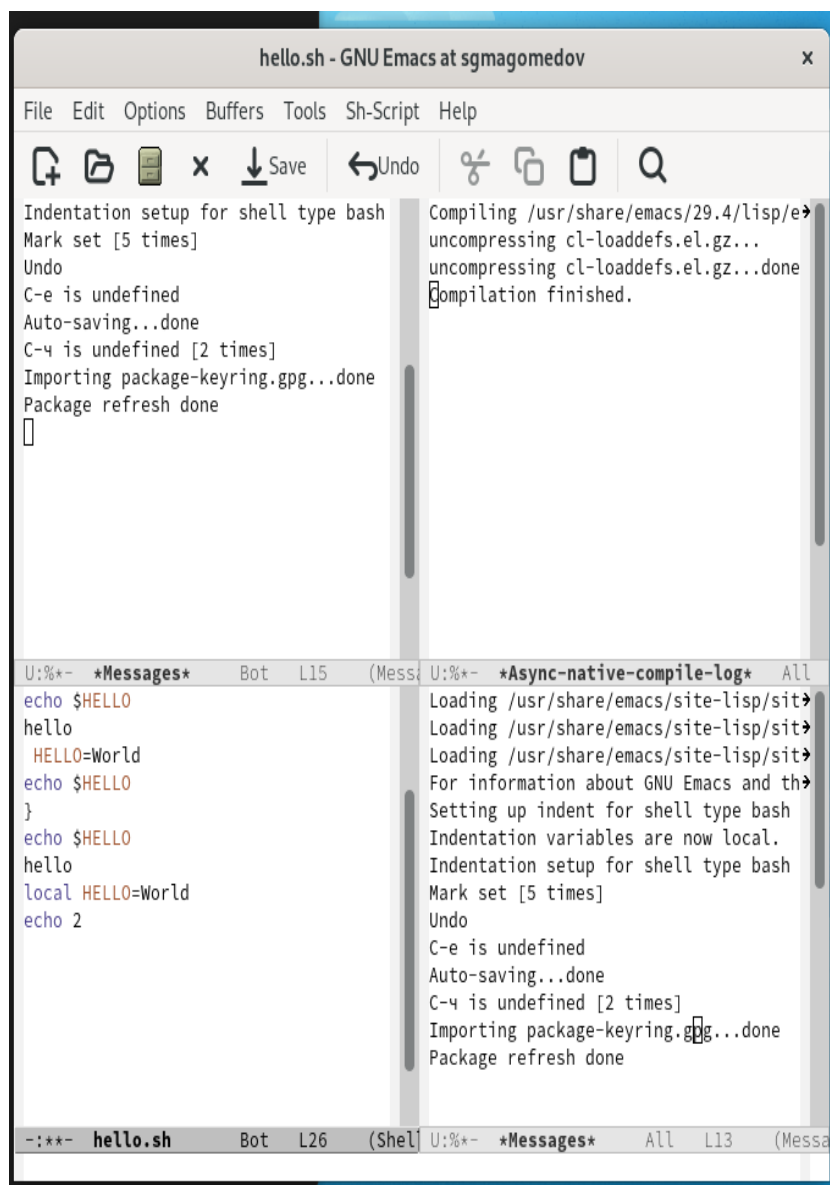 hello.sh - GNU Emacs at sgmagomedov
File Edit Options Buffers Tools Sh-Script Help
Save Undo
Indentation setup for shell type bash
Mark set [5 times]
Undo
C-е is undefined
Auto-saving...done
C-ч is undefined [2 times]
Importing package-keyring.gpg...done
Package refresh done
U:%*- *Messages* Bot L15 (Messa
Compiling /usr/share/emacs/29.4/lisp/e
uncompressing cl-loaddefs.el.gz...
uncompressing cl-loaddefs.el.gz...done
Compilation finished.
U:%*- *Async-native-compile-log* All
echo $HELLO
hello
HELLO=World
echo $HELLO
}
echo $HELLO
hello
local HELLO=World
echo 2
-:**- hello.sh Bot L26 (Shel
Loading /usr/share/emacs/site-lisp/sit
Loading /usr/share/emacs/site-lisp/sit
Loading /usr/share/emacs/site-lisp/sit
For information about GNU Emacs and th
Setting up indent for shell type bash
Indentation variables are now local.
Indentation setup for shell type bash
Mark set [5 times]
Undo
C-е is undefined
Auto-saving...done
C-ч is undefined [2 times]
Importing package-keyring.gpg...done
Package refresh done
U:%*- *Messages* All L13 (Messa